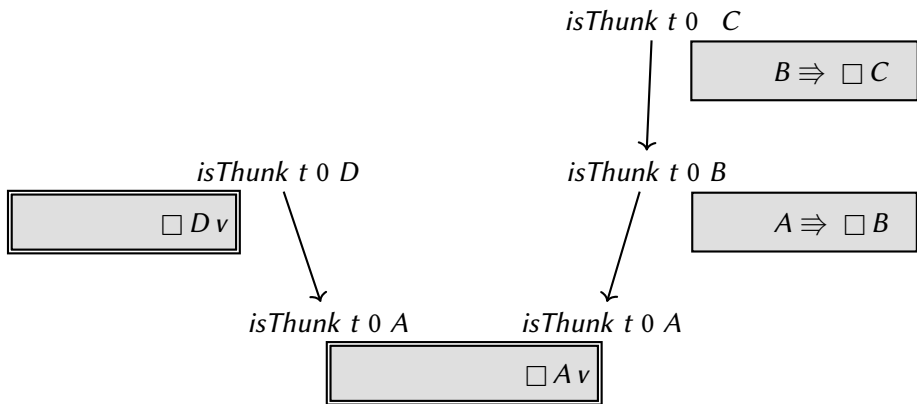 isThunk t 0 C
B ⇛ □ C
isThunk t 0 D
isThunk t 0 B
□ D v
A ⇛ □ B
isThunk t 0 A
isThunk t 0 A
□ A v